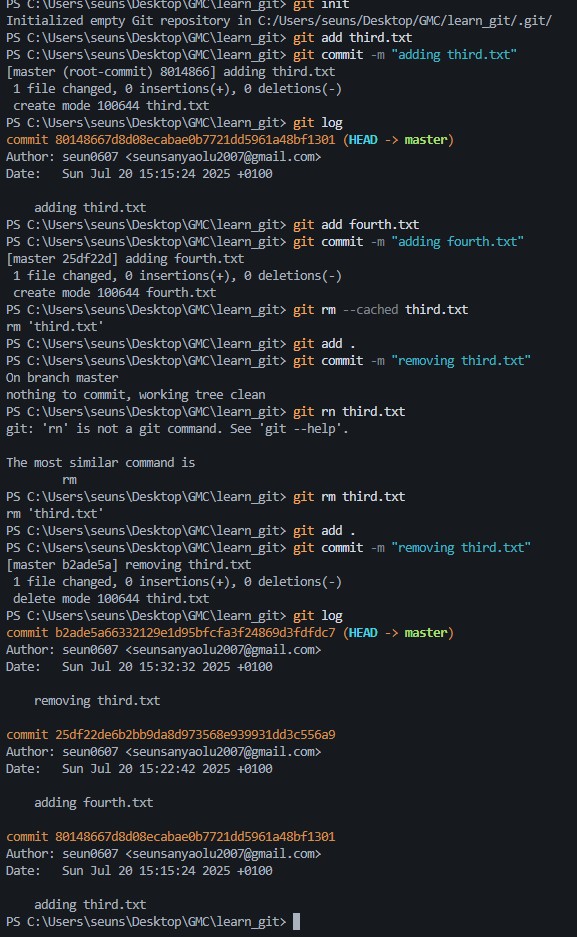 PS C:\Users\seuns\Desktop\GMC\learn_git> git init
Initialized empty Git repository in C:/Users/seuns/Desktop/GMC/learn_git/.git/
PS C:\Users\seuns\Desktop\GMC\learn_git> git add third.txt
PS C:\Users\seuns\Desktop\GMC\learn_git> git commit -m "adding third.txt"
[master (root-commit) 8014866] adding third.txt
 1 file changed, 0 insertions(+), 0 deletions(-)
 create mode 100644 third.txt
PS C:\Users\seuns\Desktop\GMC\learn_git> git log
commit 80148667d8d08ecabae0b7721dd5961a48bf1301 (HEAD -> master)
Author: seun0607 <seunsanyaolu2007@gmail.com>
Date:   Sun Jul 20 15:15:24 2025 +0100

    adding third.txt
PS C:\Users\seuns\Desktop\GMC\learn_git> git add fourth.txt
PS C:\Users\seuns\Desktop\GMC\learn_git> git commit -m "adding fourth.txt"
[master 25df22d] adding fourth.txt
 1 file changed, 0 insertions(+), 0 deletions(-)
 create mode 100644 fourth.txt
PS C:\Users\seuns\Desktop\GMC\learn_git> git rm --cached third.txt
rm 'third.txt'
PS C:\Users\seuns\Desktop\GMC\learn_git> git add .
PS C:\Users\seuns\Desktop\GMC\learn_git> git commit -m "removing third.txt"
On branch master
nothing to commit, working tree clean
PS C:\Users\seuns\Desktop\GMC\learn_git> git rn third.txt
git: 'rn' is not a git command. See 'git --help'.

The most similar command is
        rm
PS C:\Users\seuns\Desktop\GMC\learn_git> git rm third.txt
rm 'third.txt'
PS C:\Users\seuns\Desktop\GMC\learn_git> git add .
PS C:\Users\seuns\Desktop\GMC\learn_git> git commit -m "removing third.txt"
[master b2ade5a] removing third.txt
 1 file changed, 0 insertions(+), 0 deletions(-)
 delete mode 100644 third.txt
PS C:\Users\seuns\Desktop\GMC\learn_git> git log
commit b2ade5a66332129e1d95bfcfa3f24869d3fdfdc7 (HEAD -> master)
Author: seun0607 <seunsanyaolu2007@gmail.com>
Date:   Sun Jul 20 15:32:32 2025 +0100

    removing third.txt

commit 25df22de6b2bb9da8d973568e939931dd3c556a9
Author: seun0607 <seunsanyaolu2007@gmail.com>
Date:   Sun Jul 20 15:22:42 2025 +0100

    adding fourth.txt

commit 80148667d8d08ecabae0b7721dd5961a48bf1301
Author: seun0607 <seunsanyaolu2007@gmail.com>
Date:   Sun Jul 20 15:15:24 2025 +0100

    adding third.txt
PS C:\Users\seuns\Desktop\GMC\learn_git>